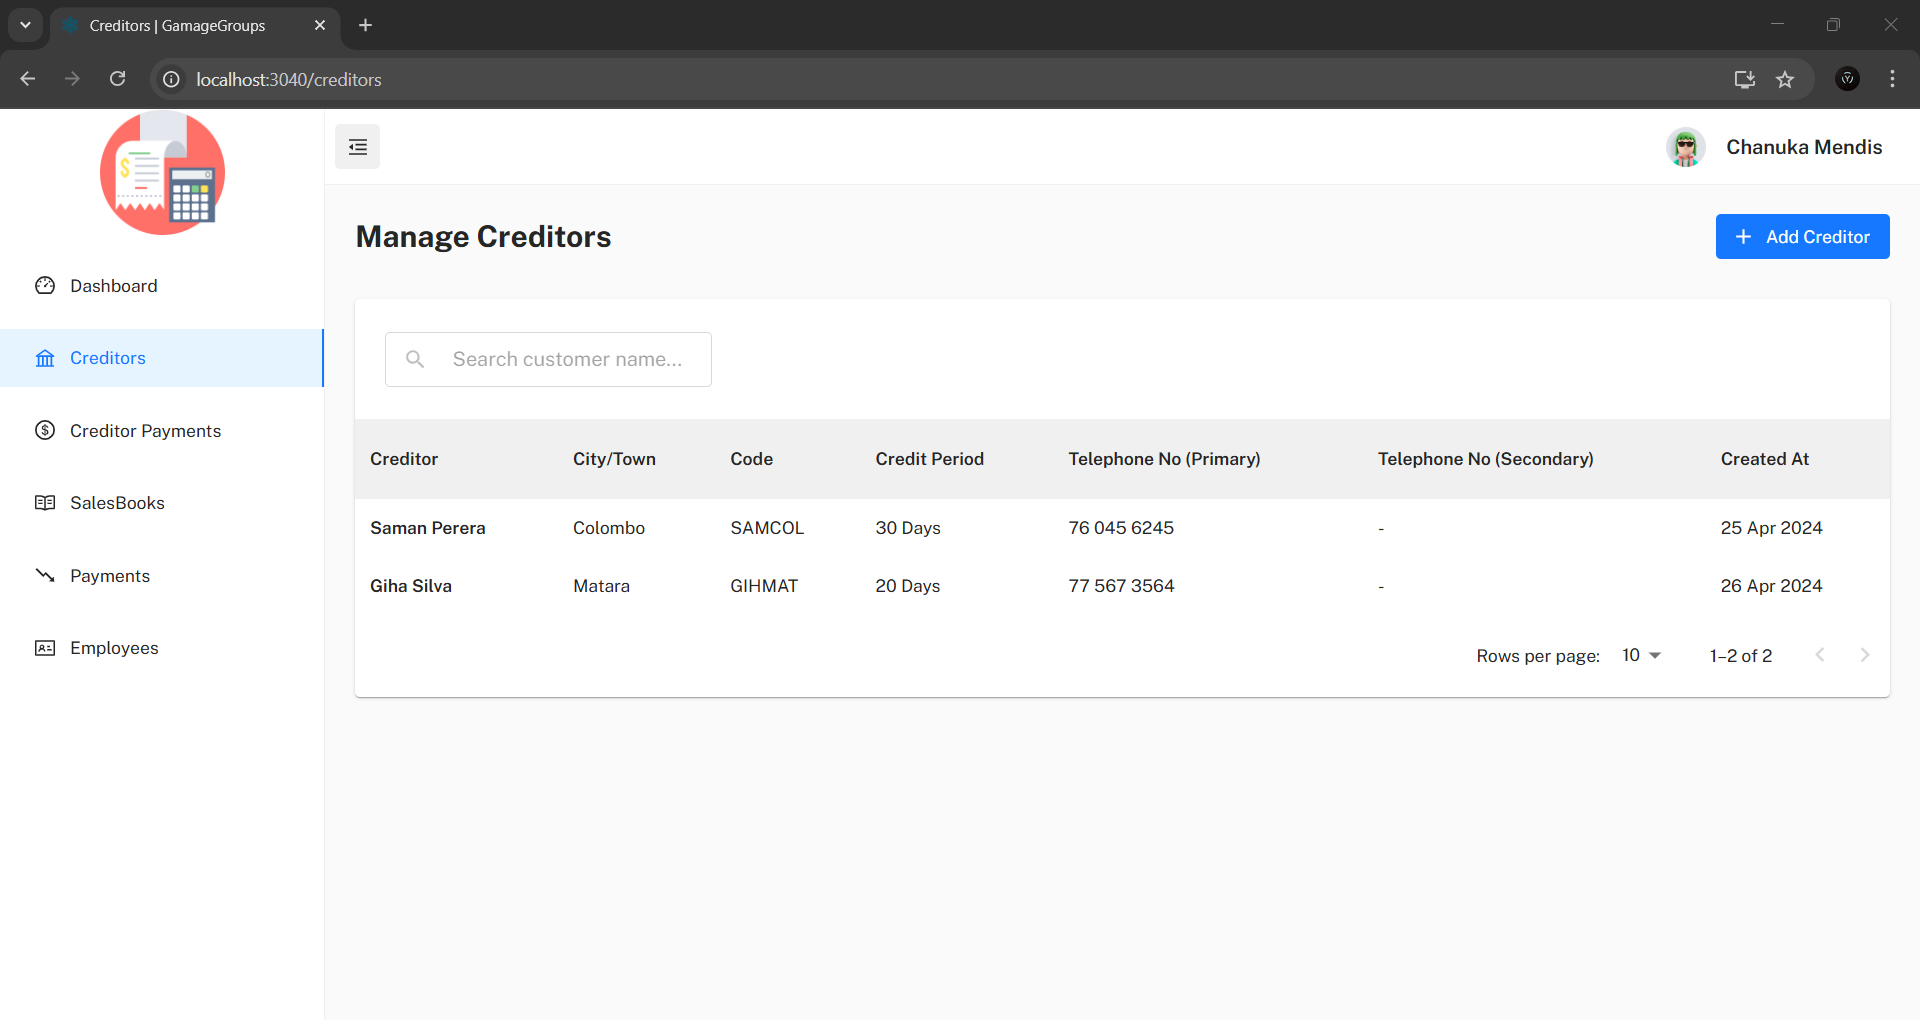 Creditors | GamageGroups
localhost:3040/creditors
Chanuka Mendis
Manage Creditors
Add Creditor
Dashboard
Creditors
Creditor Payments
SalesBooks
Payments
Employees
Search customer name...
Creditor City/Town Code Credit Period Telephone No (Primary) Telephone No (Secondary) Created At
Saman Perera Colombo SAMCOL 30 Days 76 045 6245 - 25 Apr 2024
Giha Silva Matara GIHMAT 20 Days 77 567 3564 - 26 Apr 2024
Rows per page: 10 1–2 of 2